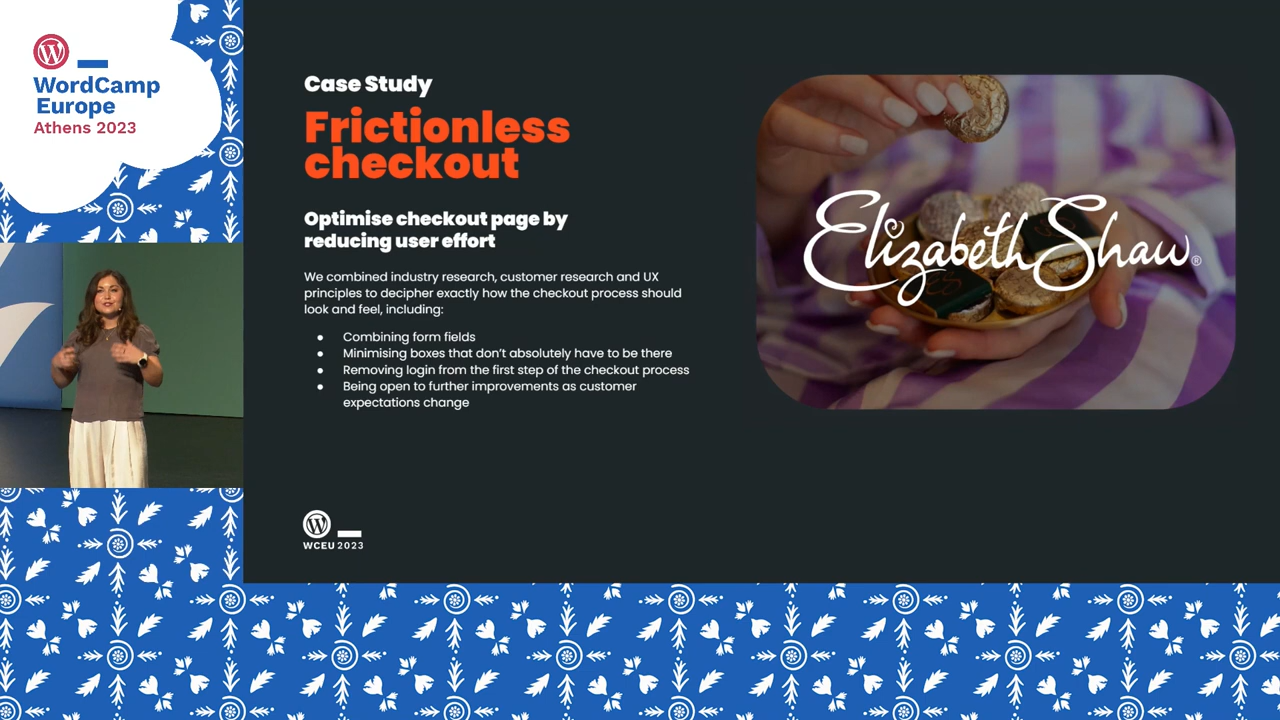 WordCamp
Europe
Athens 2023
Case Study
Frictionless
checkout
Optimise checkout page by
reducing user effort
We combined industry research, customer research and UX
principles to decipher exactly how the checkout process should
look and feel, including:
● Combining form fields
● Minimising boxes that don’t absolutely have to be there
● Removing login from the first step of the checkout process
● Being open to further improvements as customer
expectations change
Elizabeth Shaw®
WCEU 2023